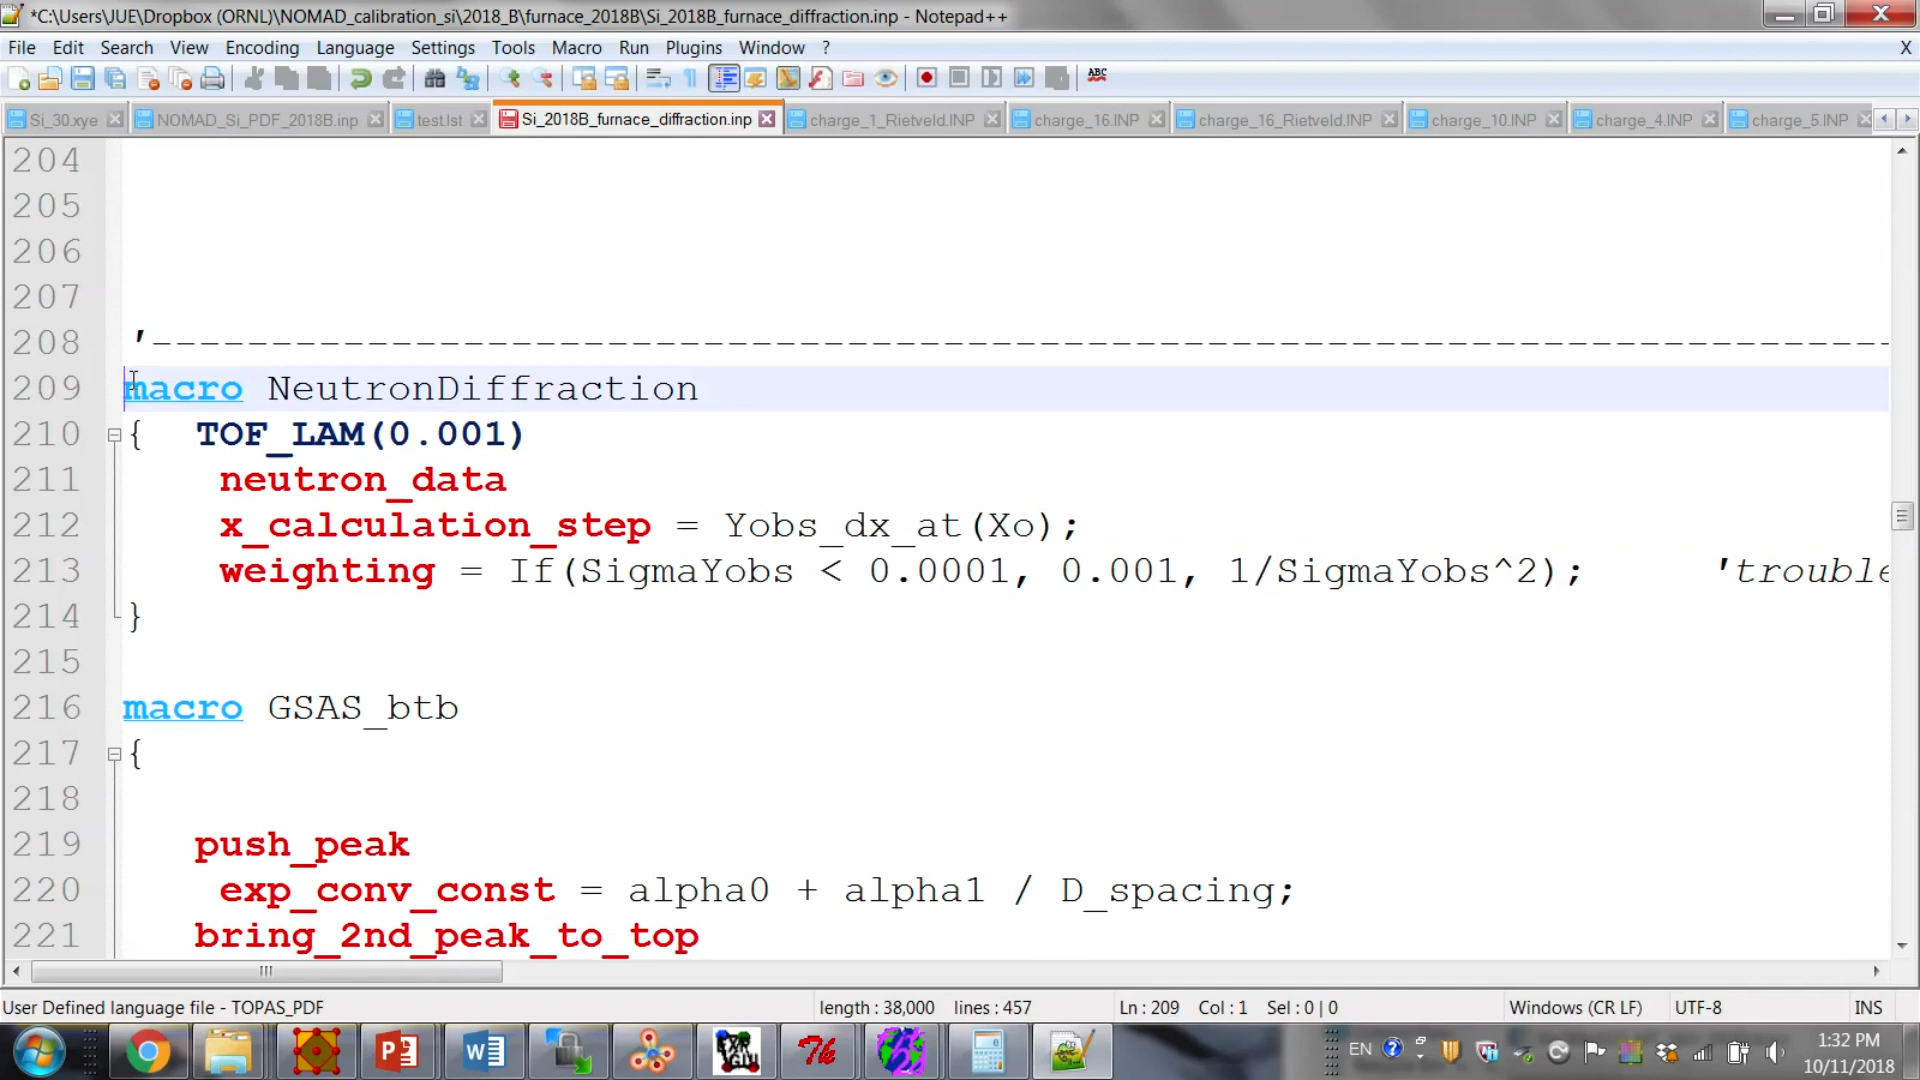 *C:\Users\JUE\Dropbox (ORNL)\NOMAD_calibration_si\2018_B\furnace_2018B\Si_2018B_furnace_diffraction.inp - Notepad++
File Edit Search View Encoding Language Settings Tools Macro Run Plugins Window ? X
ABC
Si_30.xye NOMAD_Si_PDF_2018B.inp test.lst Si_2018B_furnace_diffraction.inp charge_1_Rietveld.INP charge_16.INP charge_16_Rietveld.INP charge_10.INP charge_4.INP charge_5.INP
204
205
206
207
208 '--------------------------------------------------------------------------
209 macro NeutronDiffraction
210 { TOF_LAM(0.001)
211 neutron_data
212 x_calculation_step = Yobs_dx_at(Xo);
213 weighting = If(SigmaYobs < 0.0001, 0.001, 1/SigmaYobs^2); 'trouble
214 }
215
216 macro GSAS_btb
217 {
218
219 push_peak
220 exp_conv_const = alpha0 + alpha1 / D_spacing;
221 bring_2nd_peak_to_top
User Defined language file - TOPAS_PDF length : 38,000 lines : 457 Ln : 209 Col : 1 Sel : 0 | 0 Windows (CR LF) UTF-8 INS
EN 1:32 PM
10/11/2018